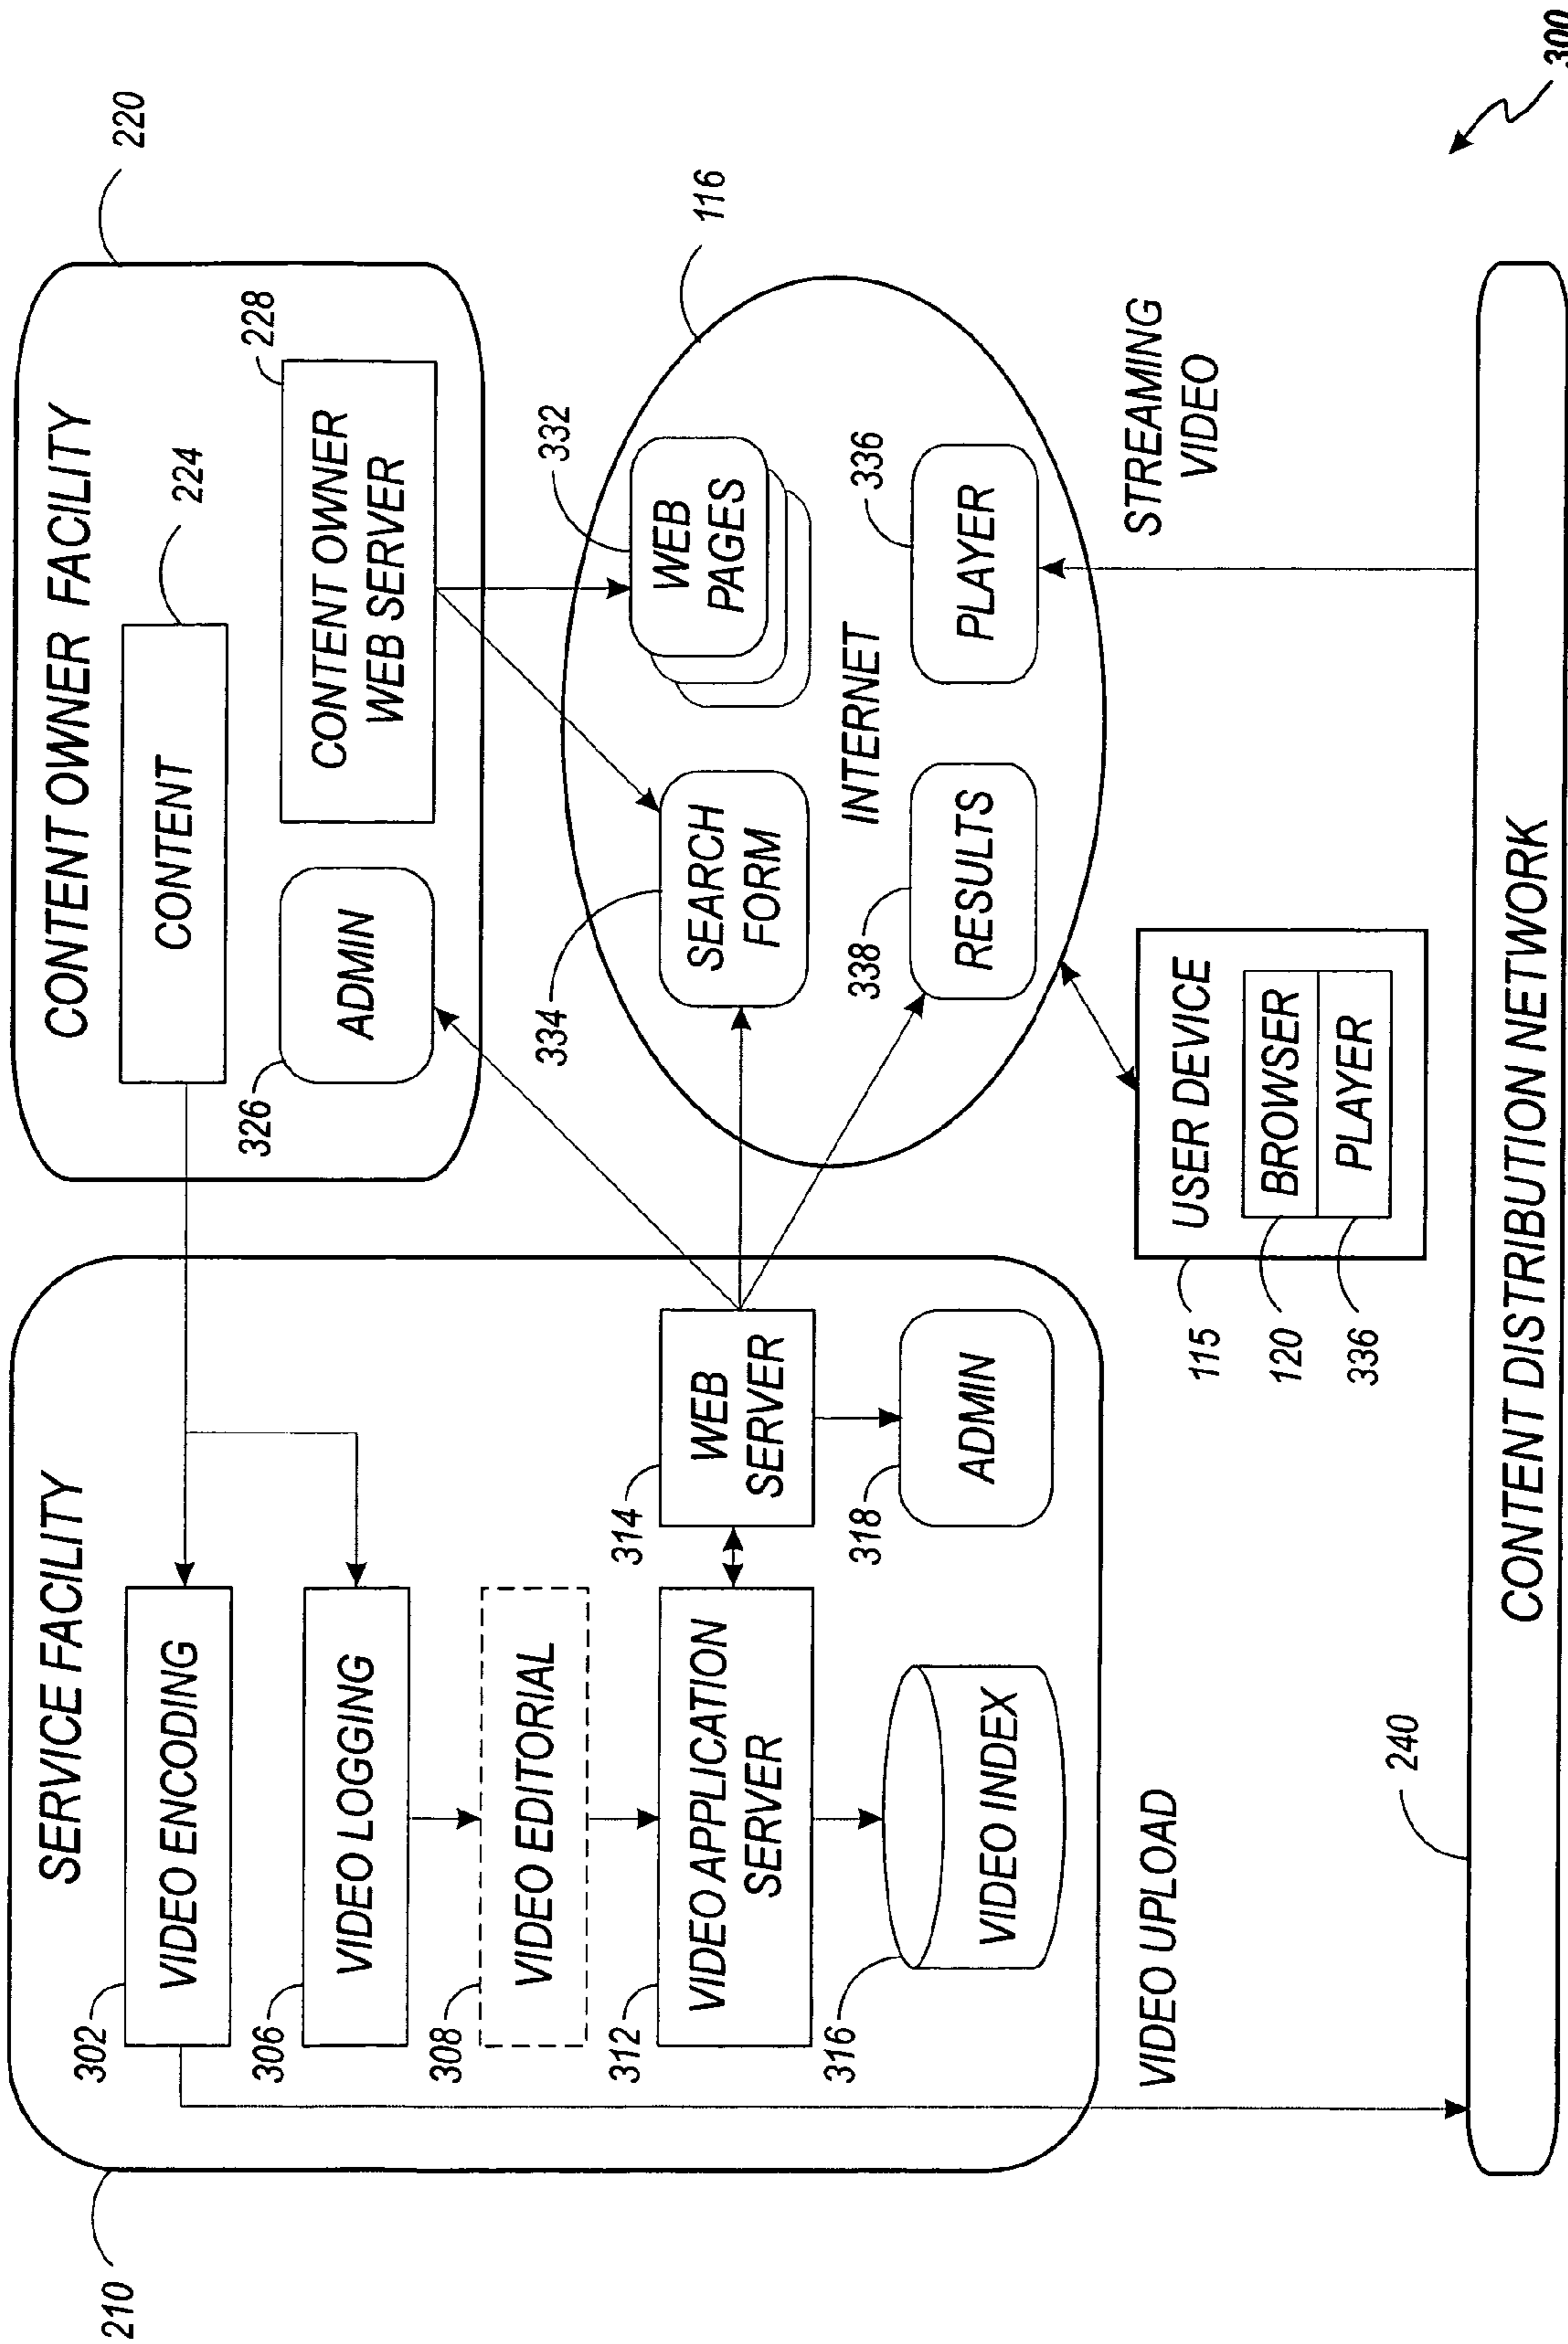 210
SERVICE FACILITY
302
VIDEO ENCODING
306
VIDEO LOGGING
308
VIDEO EDITORIAL
312
VIDEO APPLICATION
SERVER
316
VIDEO INDEX
314
WEB
SERVER
318
ADMIN
VIDEO UPLOAD
220
CONTENT OWNER FACILITY
224
CONTENT
326
ADMIN
228
CONTENT OWNER
WEB SERVER
116
334
SEARCH
FORM
332
WEB
PAGES
INTERNET
338
RESULTS
336
PLAYER
STREAMING
VIDEO
115
USER DEVICE
120
BROWSER
336
PLAYER
240
CONTENT DISTRIBUTION NETWORK
300